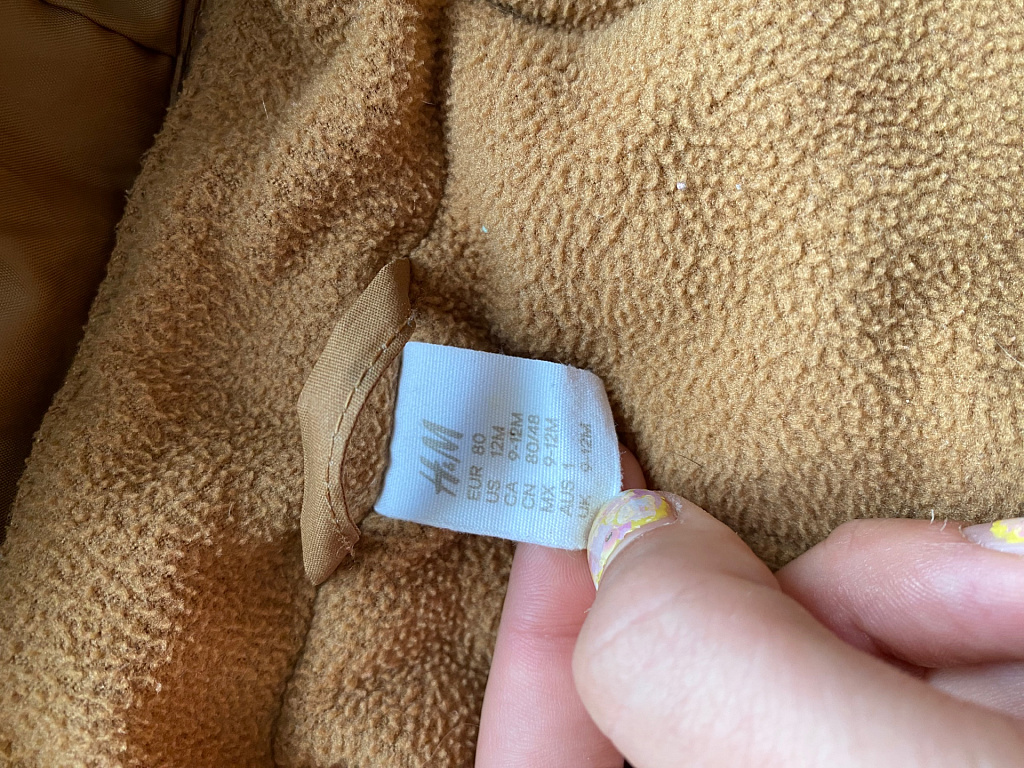 H&M
EUR 80
US 12M
CA 9-12M
CN 80/48
MX 9-12M
AUS 1
UK 9-12M